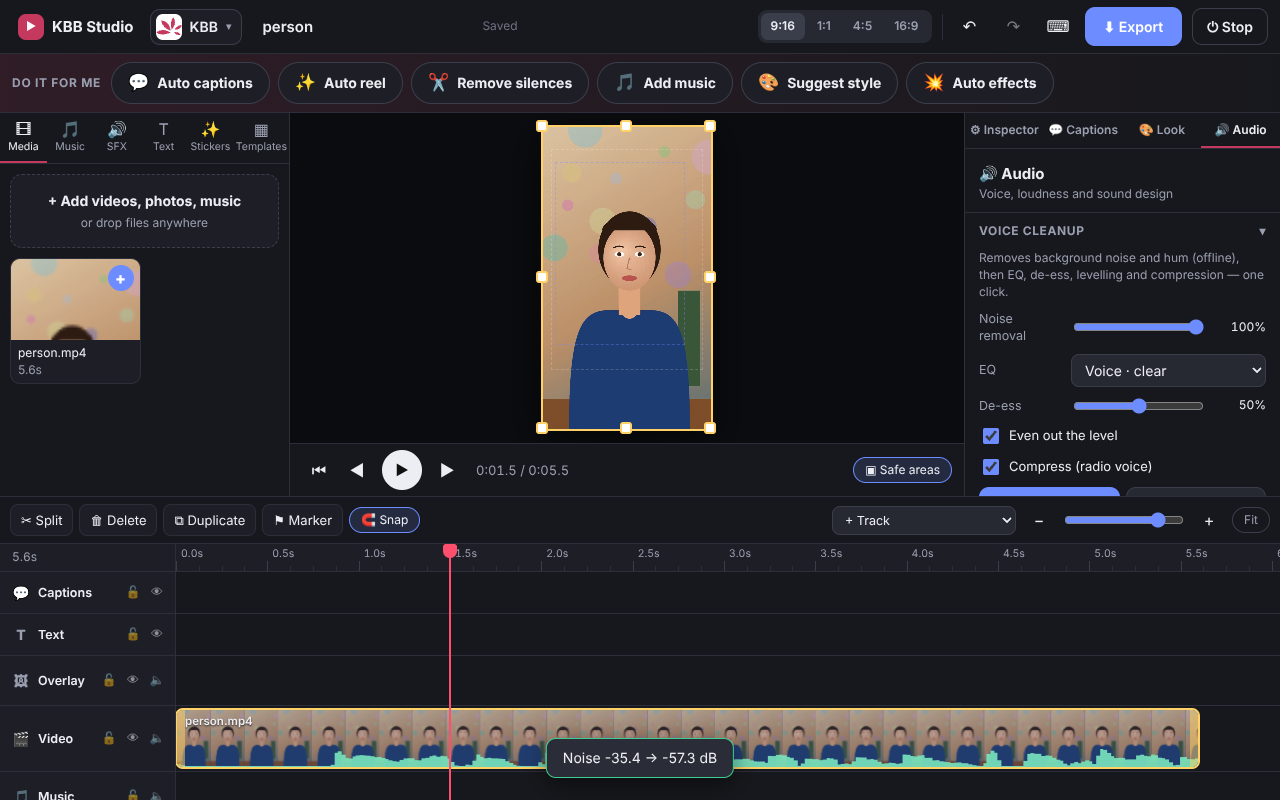 KBB Studio
KBB
person
Saved
9:16
1:1
4:5
16:9
Export
Stop
DO IT FOR ME
Auto captions
Auto reel
Remove silences
Add music
Suggest style
Auto effects
Media
Music
SFX
T
Text
Stickers
Templates
+ Add videos, photos, music
or drop files anywhere
+
person.mp4
5.6s
0:01.5 / 0:05.5
Safe areas
Inspector
Captions
Look
Audio
Audio
Voice, loudness and sound design
VOICE CLEANUP
Removes background noise and hum (offline),
then EQ, de-ess, levelling and compression — one
click.
Noise
removal
100%
EQ
Voice · clear
De-ess
50%
Even out the level
Compress (radio voice)
Split
Delete
Duplicate
Marker
Snap
+ Track
−
+
Fit
5.6s
0.0s
0.5s
1.0s
1.5s
2.0s
2.5s
3.0s
3.5s
4.0s
4.5s
5.0s
5.5s
Captions
T Text
Overlay
Video
person.mp4
Noise -35.4 → -57.3 dB
Music